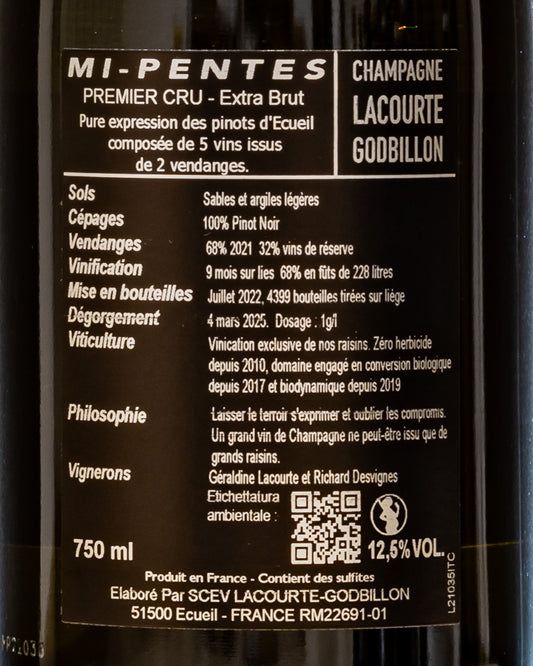 MI-PENTES
PREMIER CRU - Extra Brut
Pure expression des pinots d'Ecueil
composée de 5 vins issus
de 2 vendanges.
CHAMPAGNE
LACOURTE
GODBILLON
Sols Sables et argiles légères
Cépages 100% Pinot Noir
Vendanges 68% 2021 32% vins de réserve
Vinification 9 mois sur lies 68% en fûts de 228 litres
Mise en bouteilles Juillet 2022, 4399 bouteilles tirées sur liège
Dégorgement 4 mars 2025. Dosage : 1g/l
Viticulture Vinication exclusive de nos raisins. Zéro herbicide
depuis 2010, domaine engagé en conversion biologique
depuis 2017 et biodynamique depuis 2019
Philosophie Laisser le terroir s'exprimer et oublier les compromis.
Un grand vin de Champagne ne peut-être issu que de
grands raisins.
Vignerons Géraldine Lacourte et Richard Desvignes
Etichettatura
ambientale :
750 ml
12,5% VOL.
L21035ITC
Produit en France - Contient des sulfites
Elaboré Par SCEV LACOURTE-GODBILLON
51500 Ecueil - FRANCE RM22691-01